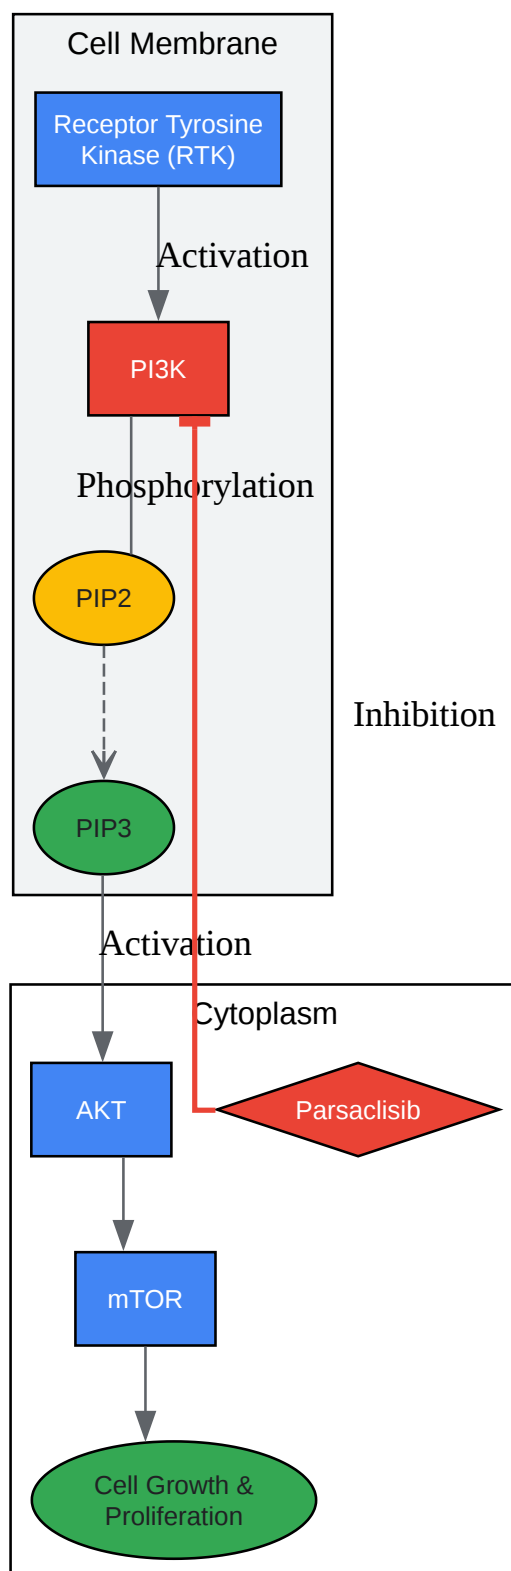 Cell Membrane
Receptor Tyrosine
Kinase (RTK)
Activation
PI3K
Phosphorylation
PIP2
Inhibition
PIP3
Activation
Cytoplasm
AKT
Parsaclisib
mTOR
Cell Growth &
Proliferation